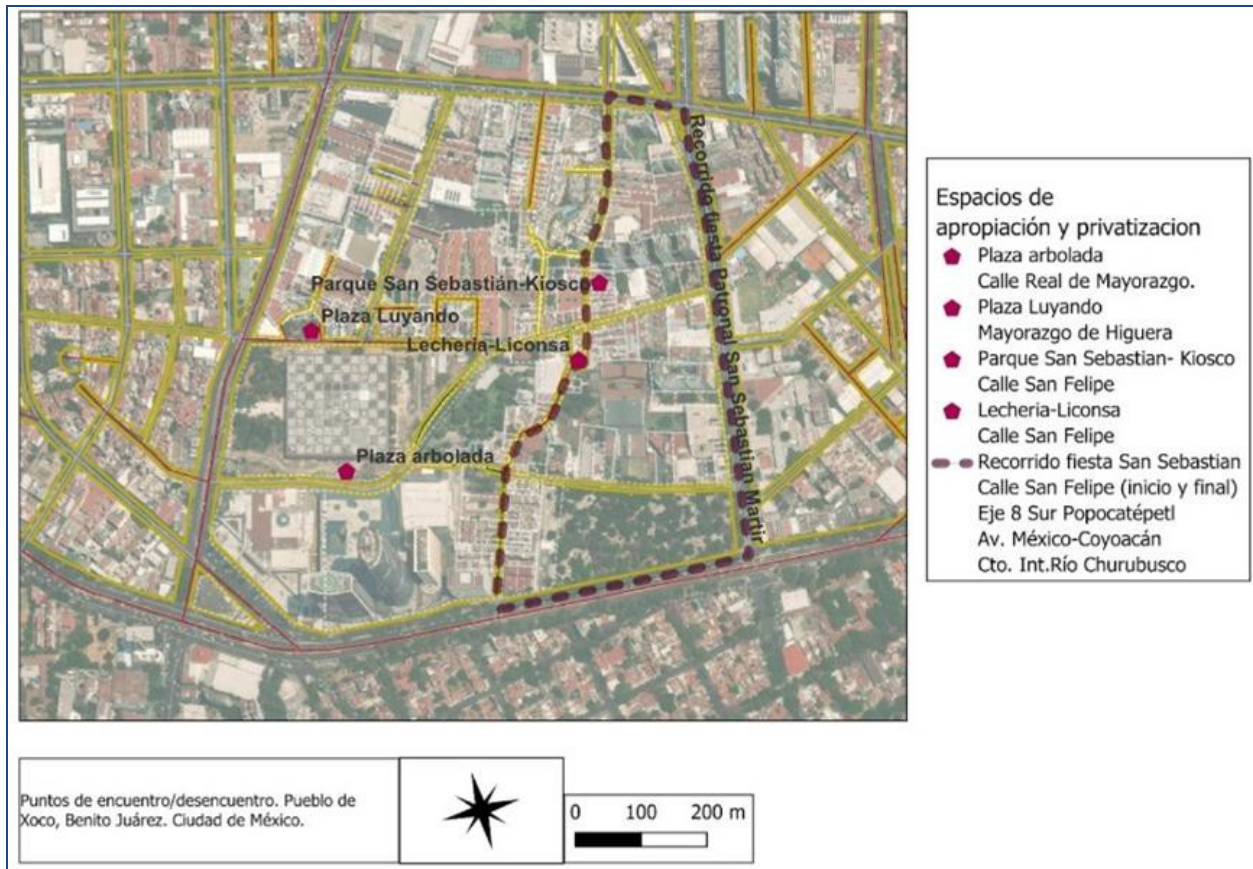 Recorrido fiesta Patronal San Sebastian Martir
Parque San Sebastián-Kiosco
Plaza Luyando
Lechería-Liconsa
Plaza arbolada
Espacios de
apropiación y privatizacion
Plaza arbolada
Calle Real de Mayorazgo.
Plaza Luyando
Mayorazgo de Higuera
Parque San Sebastian- Kiosco
Calle San Felipe
Lecheria-Liconsa
Calle San Felipe
Recorrido fiesta San Sebastian
Calle San Felipe (inicio y final)
Eje 8 Sur Popocatépetl
Av. México-Coyoacán
Cto. Int.Río Churubusco
Puntos de encuentro/desencuentro. Pueblo de
Xoco, Benito Juárez. Ciudad de México.
0 100 200 m